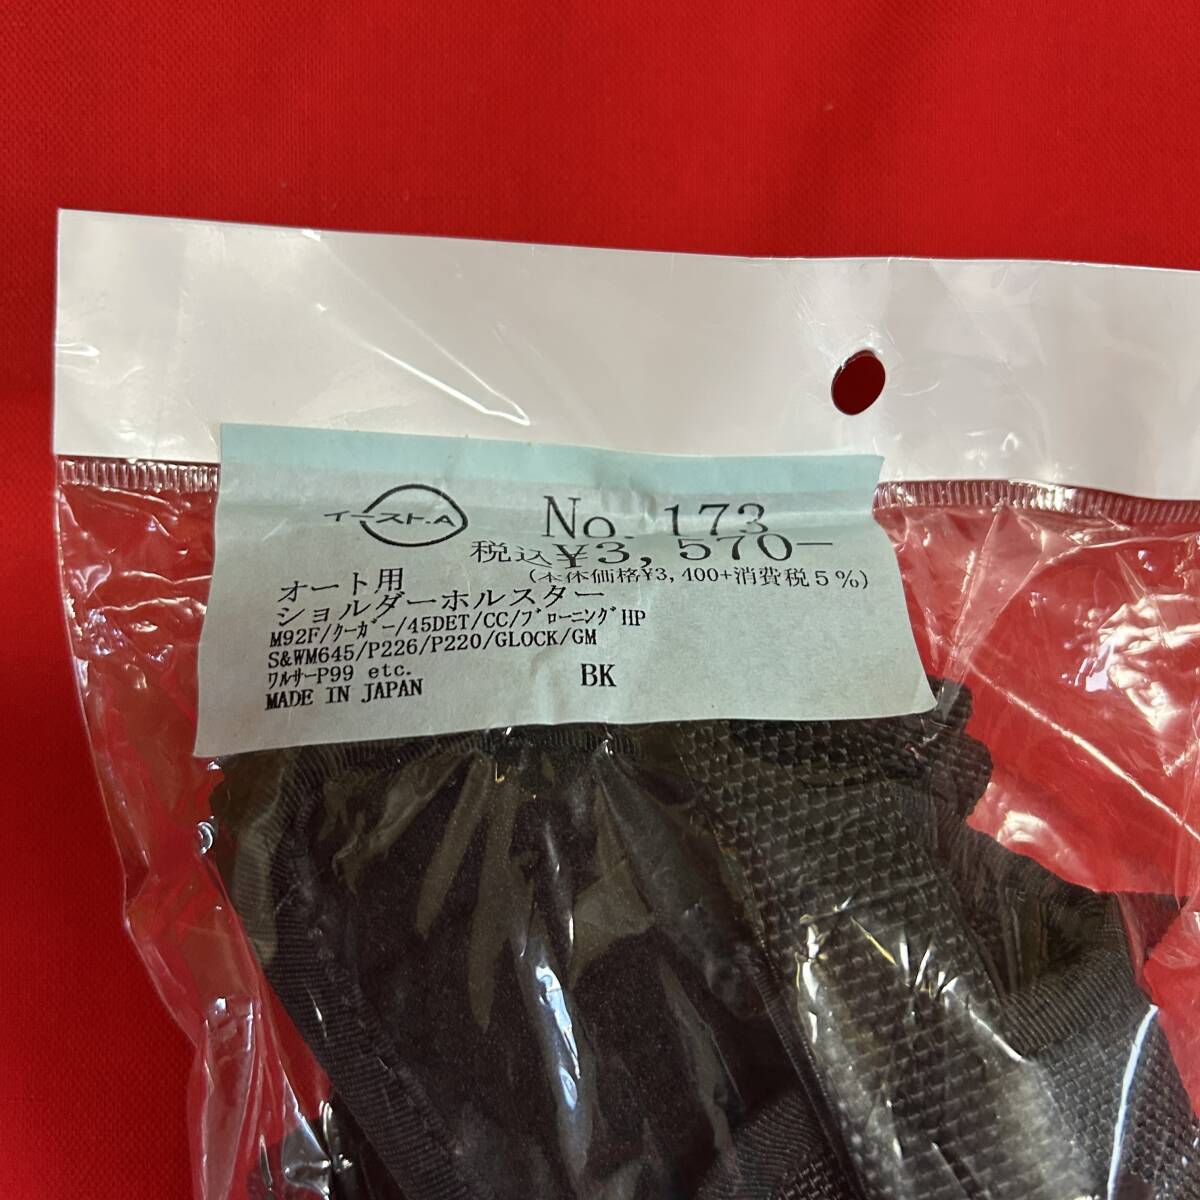 イースト.A
No. 173
税込¥3,570−
(本体価格¥3,400+消費税5%)
オート用
ショルダーホルスター
M92F/クーガー/45DET/CC/ブローニングHP
S&WM645/P226/P220/GLOCK/GM
ワルサーP99 etc.
MADE IN JAPAN
BK